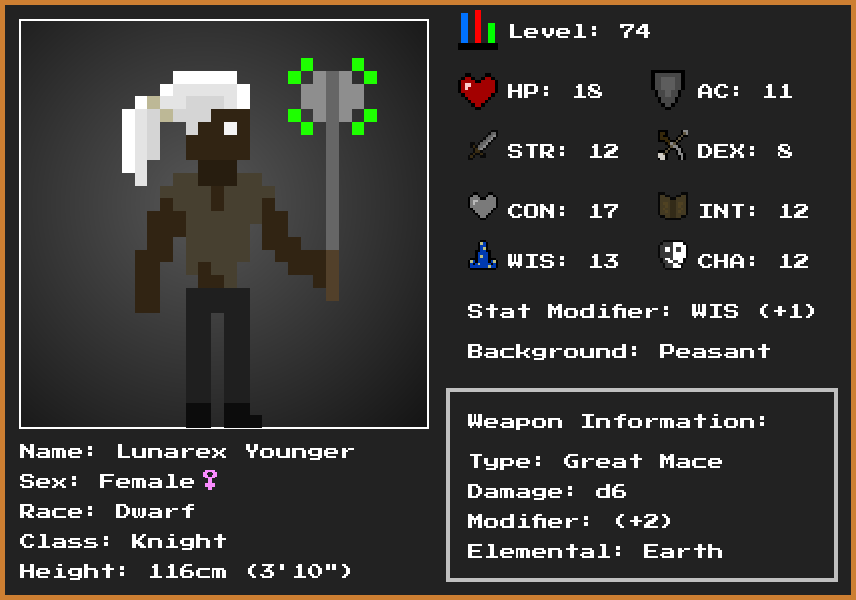 Level: 74
HP: 18 AC: 11
STR: 12 DEX: 8
CON: 17 INT: 12
WIS: 13 CHA: 12
Stat Modifier: WIS (+1)
Background: Peasant
Weapon Information:
Type: Great Mace
Damage: d6
Modifier: (+2)
Elemental: Earth
Name: Lunarex Younger
Sex: Female♀
Race: Dwarf
Class: Knight
Height: 116cm (3'10")